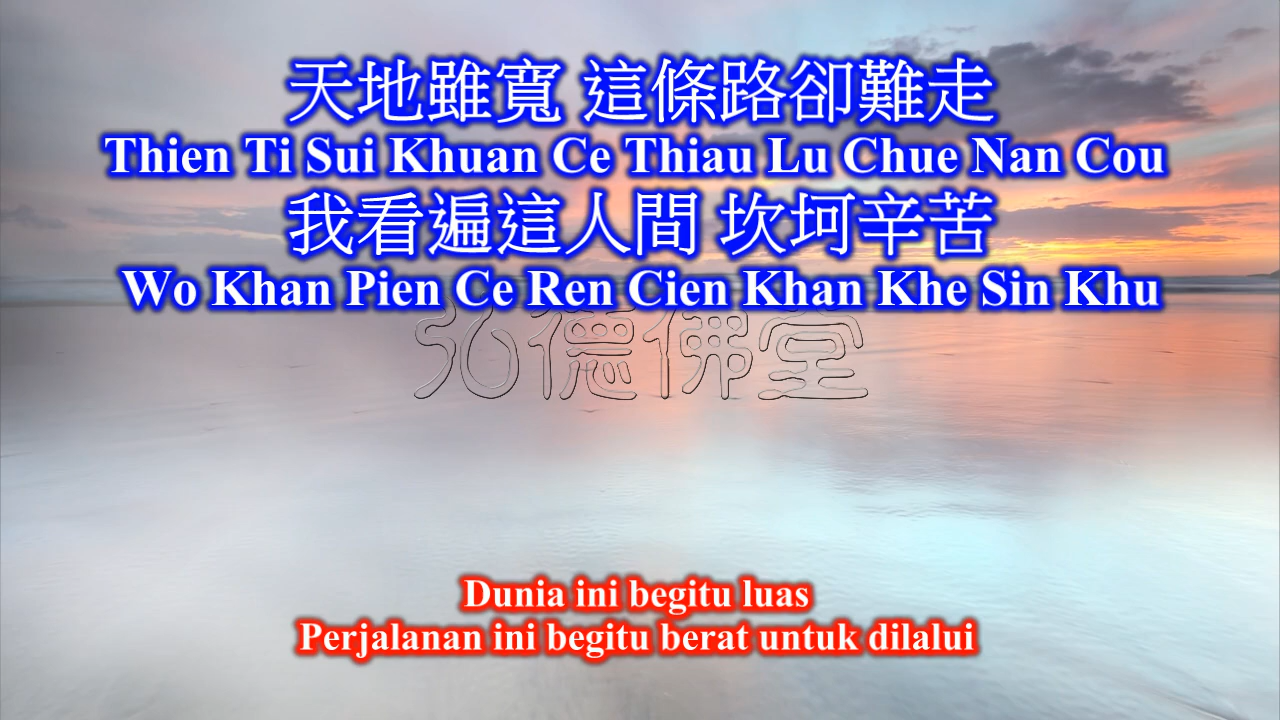 天地雖寬 這條路卻難走
Thien Ti Sui Khuan Ce Thiau Lu Chue Nan Cou
我看遍這人間 坎坷辛苦
Wo Khan Pien Ce Ren Cien Khan Khe Sin Khu
弘德佛堂
Dunia ini begitu luas
Perjalanan ini begitu berat untuk dilalui